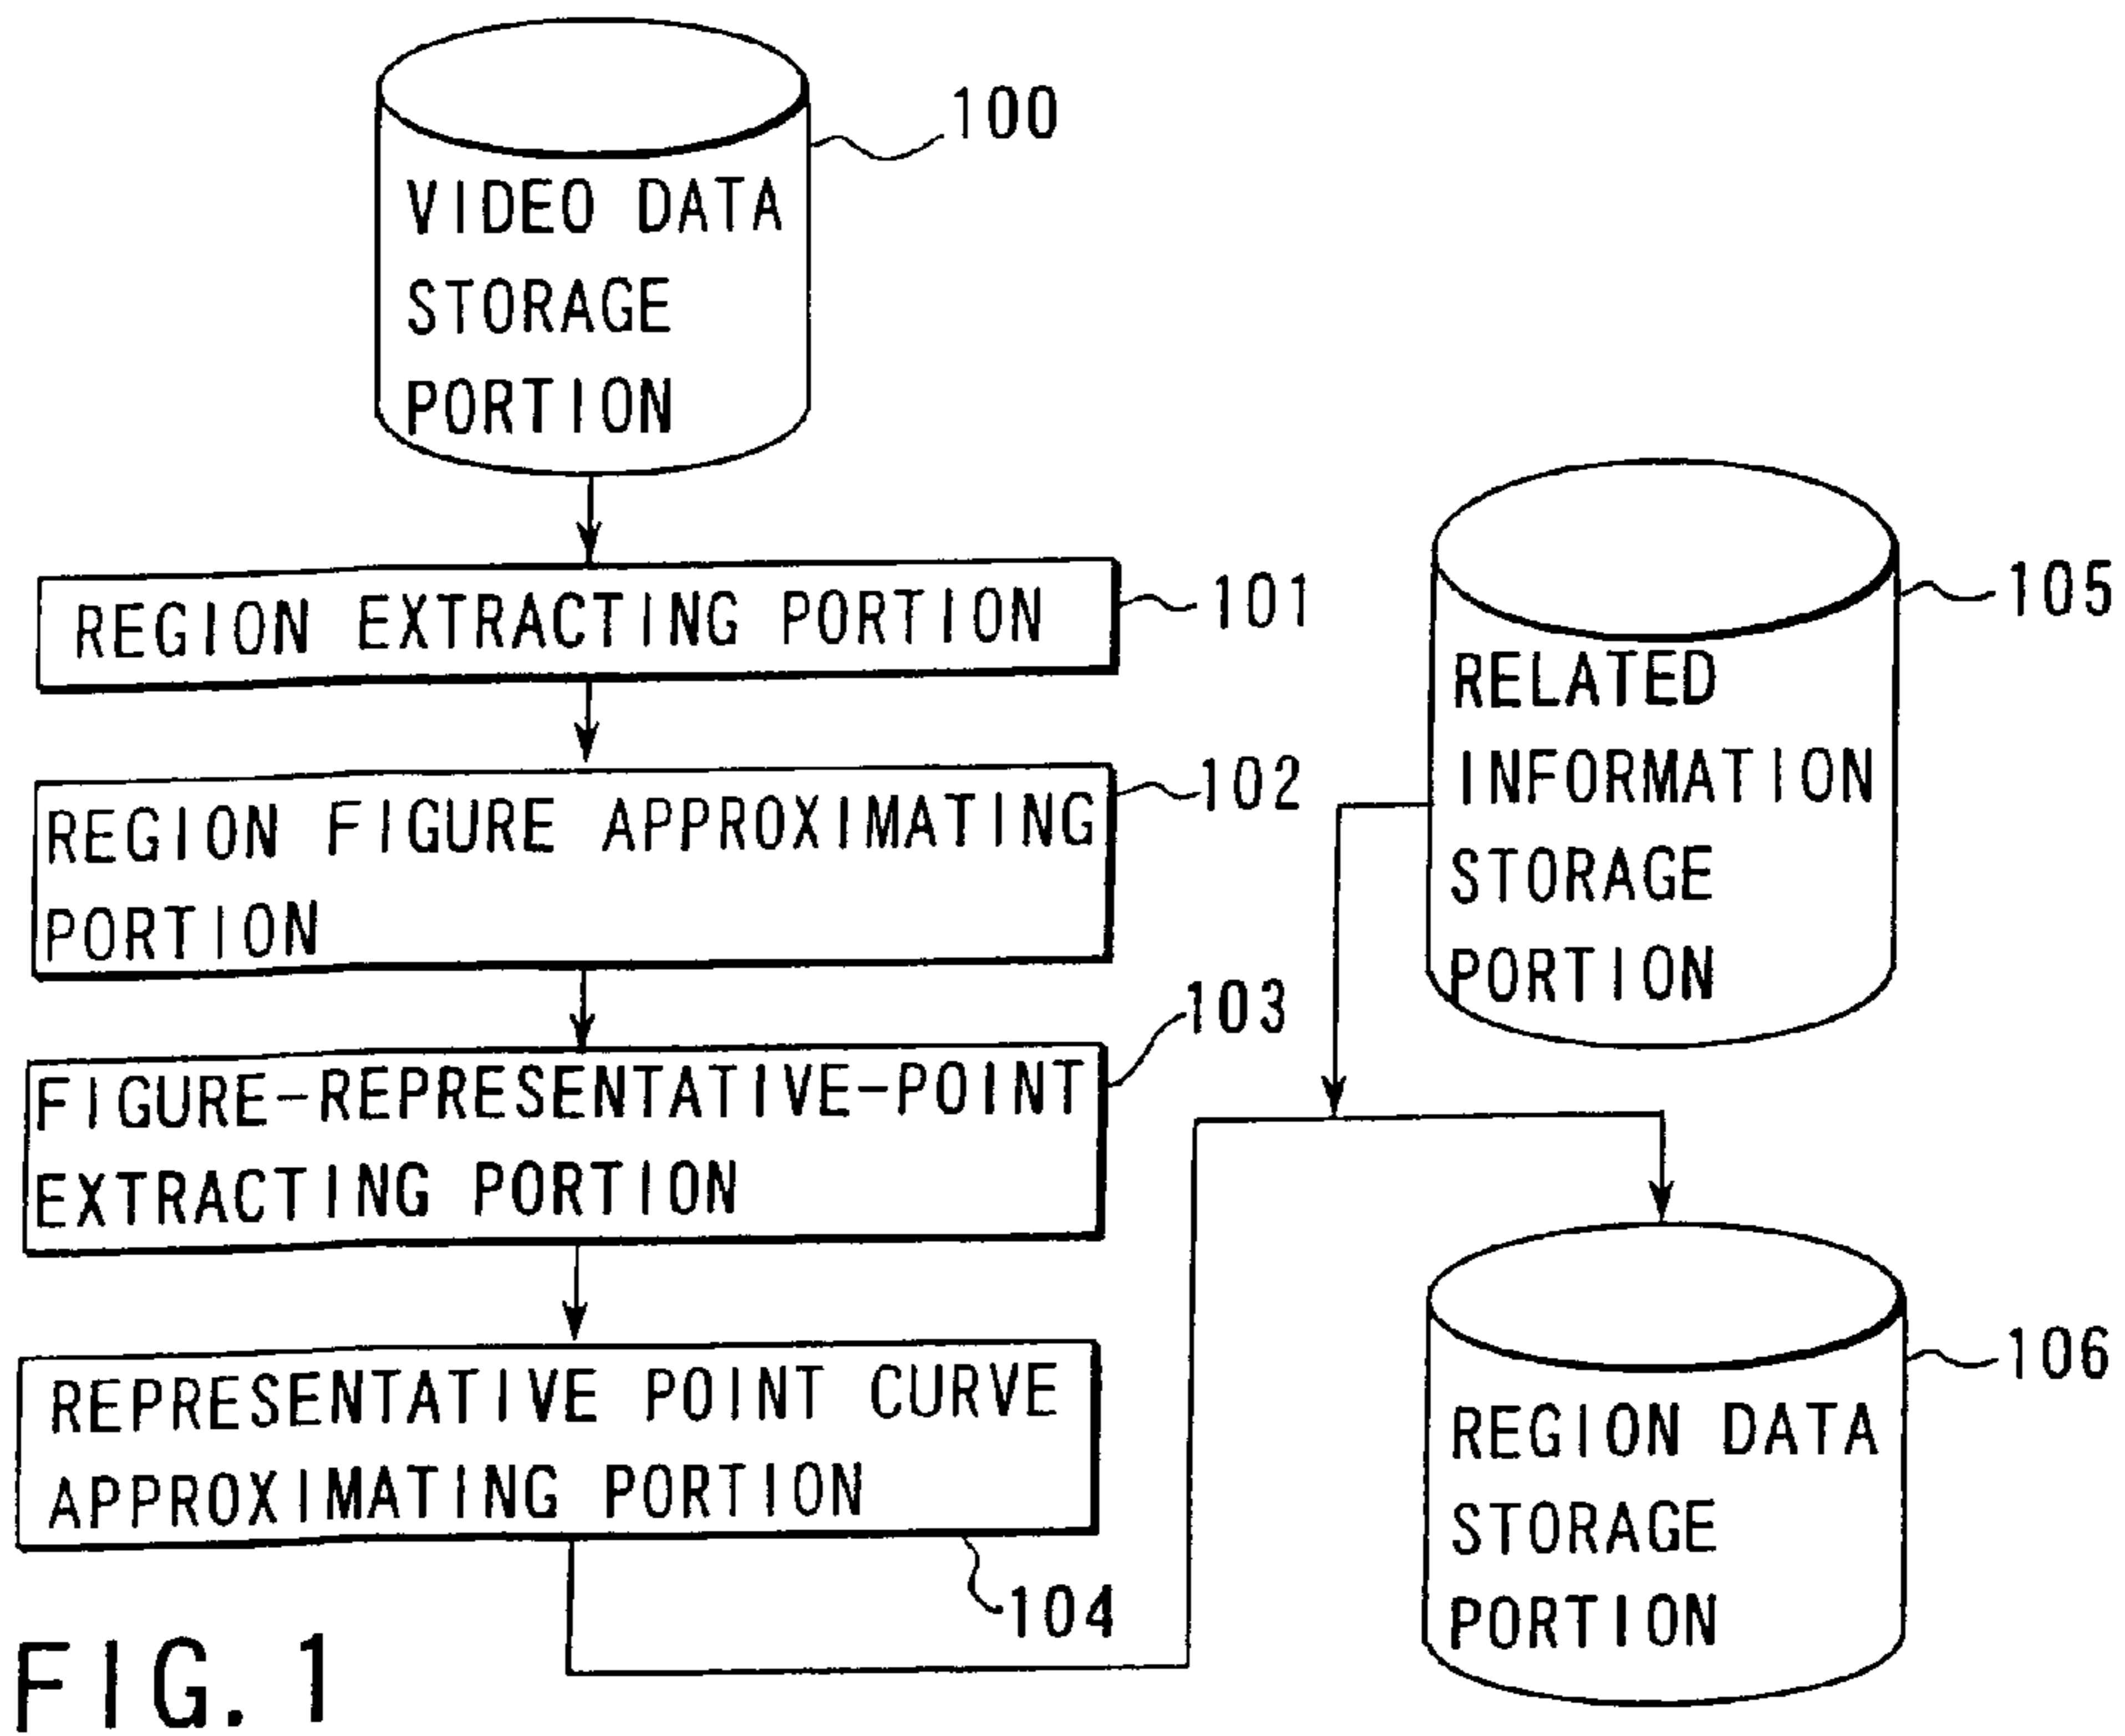 100
VIDEO DATA
STORAGE
PORTION
REGION EXTRACTING PORTION
101
REGION FIGURE APPROXIMATING
PORTION
102
FIGURE-REPRESENTATIVE-POINT
EXTRACTING PORTION
103
REPRESENTATIVE POINT CURVE
APPROXIMATING PORTION
104
105
RELATED
INFORMATION
STORAGE
PORTION
106
REGION DATA
STORAGE
PORTION
FIG. 1